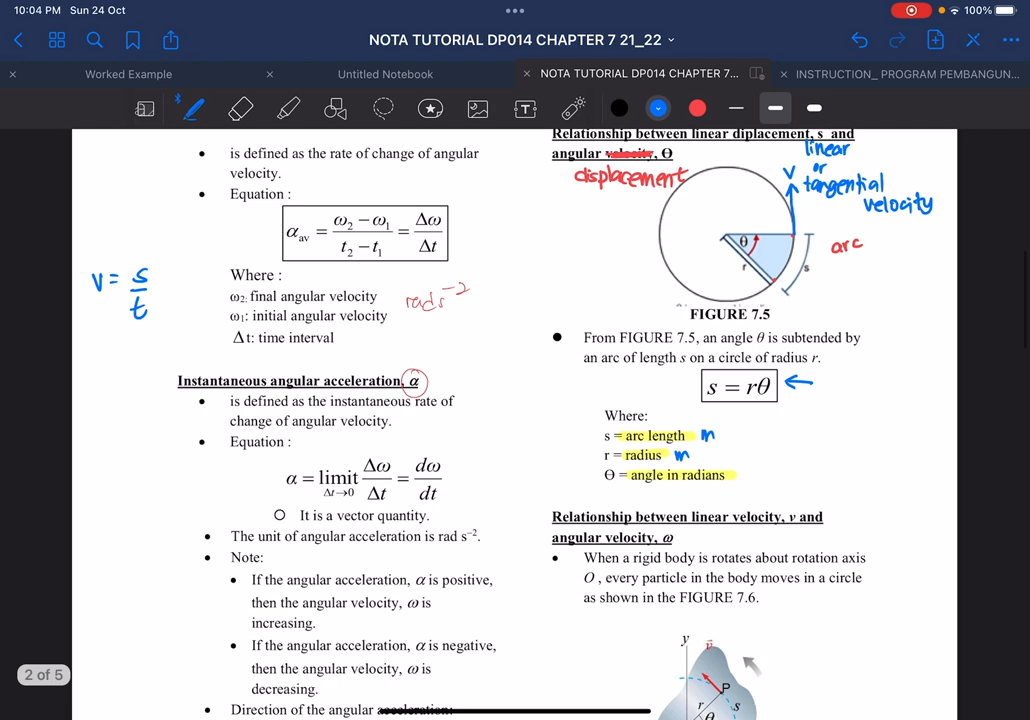 10:04 PM Sun 24 Oct
100%
NOTA TUTORIAL DP014 CHAPTER 7 21_22
Worked Example
Untitled Notebook
NOTA TUTORIAL DP014 CHAPTER 7...
INSTRUCTION_ PROGRAM PEMBANGUN...
is defined as the rate of change of angular
velocity.
Equation :
α_av = (ω₂ − ω₁)/(t₂ − t₁) = Δω/Δt
v = s/t
Where :
ω2: final angular velocity
rad s⁻²
ω1: initial angular velocity
Δt: time interval
Instantaneous angular acceleration, α
is defined as the instantaneous rate of
change of angular velocity.
Equation :
α = limit Δt→0 Δω/Δt = dω/dt
It is a vector quantity.
The unit of angular acceleration is rad s⁻².
Note:
If the angular acceleration, α is positive,
then the angular velocity, ω is
increasing.
If the angular acceleration, α is negative,
then the angular velocity, ω is
decreasing.
Direction of the angular acceleration:
2 of 5
Relationship between linear diplacement, s and
angular velocity, Θ
displacement
linear
or
tangential
velocity
v
θ
r
s
arc
FIGURE 7.5
From FIGURE 7.5, an angle θ is subtended by
an arc of length s on a circle of radius r.
s = rθ
Where:
s = arc length m
r = radius m
Θ = angle in radians
Relationship between linear velocity, v and
angular velocity, ω
When a rigid body is rotates about rotation axis
O , every particle in the body moves in a circle
as shown in the FIGURE 7.6.
y
v
P
r
s
θ